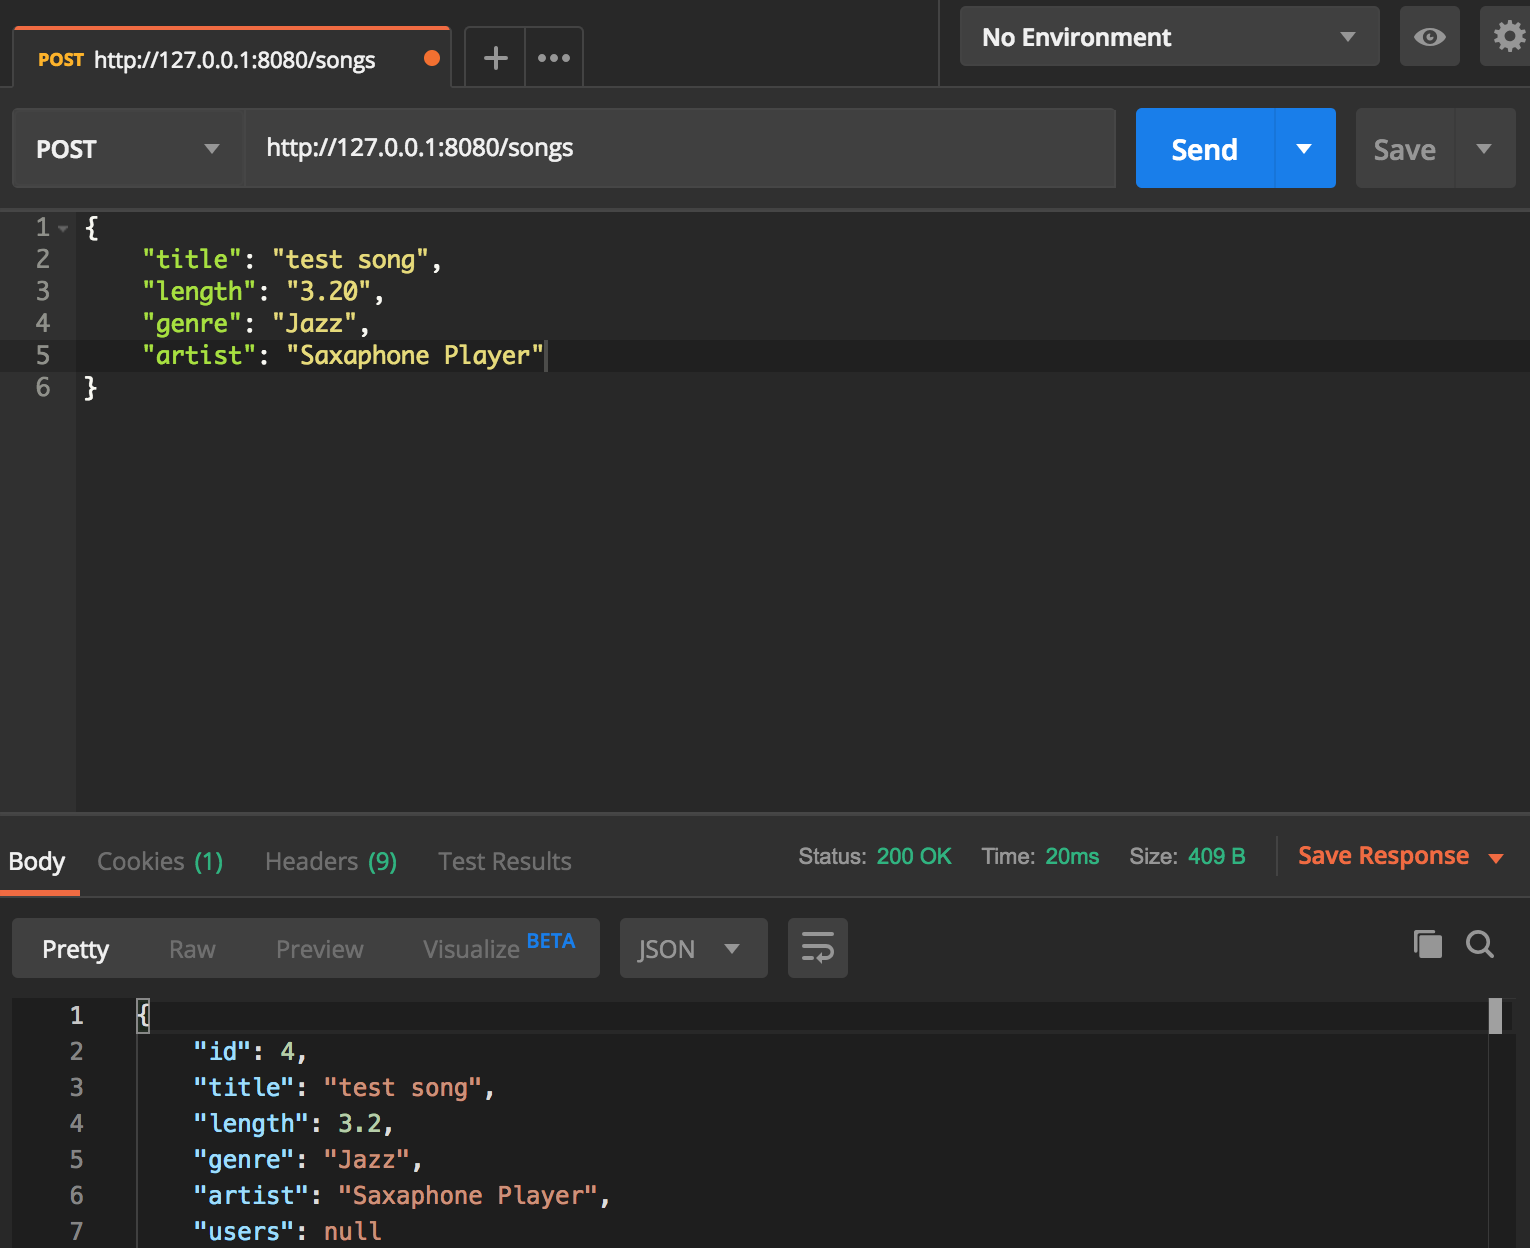 POST http://127.0.0.1:8080/songs
No Environment
POST http://127.0.0.1:8080/songs Send Save
1 {
2 "title": "test song",
3 "length": "3.20",
4 "genre": "Jazz",
5 "artist": "Saxaphone Player"
6 }
Body Cookies (1) Headers (9) Test Results Status: 200 OK Time: 20ms Size: 409 B Save Response
Pretty Raw Preview Visualize BETA JSON
1 {
2 "id": 4,
3 "title": "test song",
4 "length": 3.2,
5 "genre": "Jazz",
6 "artist": "Saxaphone Player",
7 "users": null